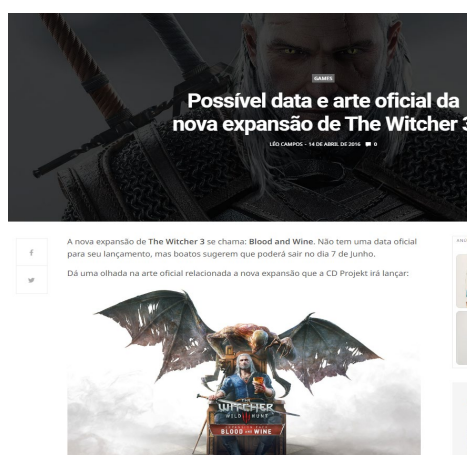 GAMES
Possível data e arte oficial da
nova expansão de The Witcher 3
LÉO CAMPOS - 14 DE ABRIL DE 2016 0
A nova expansão de The Witcher 3 se chama: Blood and Wine. Não tem uma data oficial
para seu lançamento, mas boatos sugerem que poderá sair no dia 7 de Junho.
Dá uma olhada na arte oficial relacionada a nova expansão que a CD Projekt irá lançar:
THE
WITCHER
WILD HUNT
BLOOD AND WINE